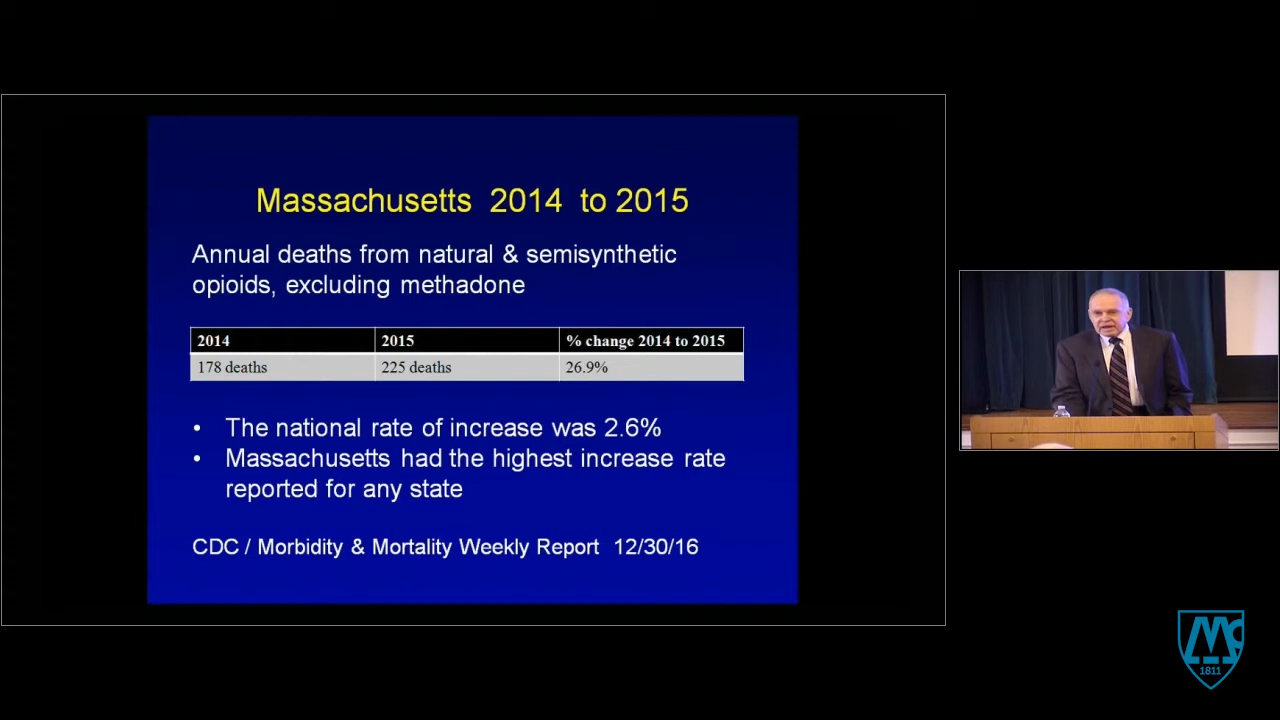 Massachusetts 2014 to 2015
Annual deaths from natural & semisynthetic
opioids, excluding methadone
2014 2015 % change 2014 to 2015
178 deaths 225 deaths 26.9%
• The national rate of increase was 2.6%
• Massachusetts had the highest increase rate
reported for any state
CDC / Morbidity & Mortality Weekly Report 12/30/16
Mc
1811